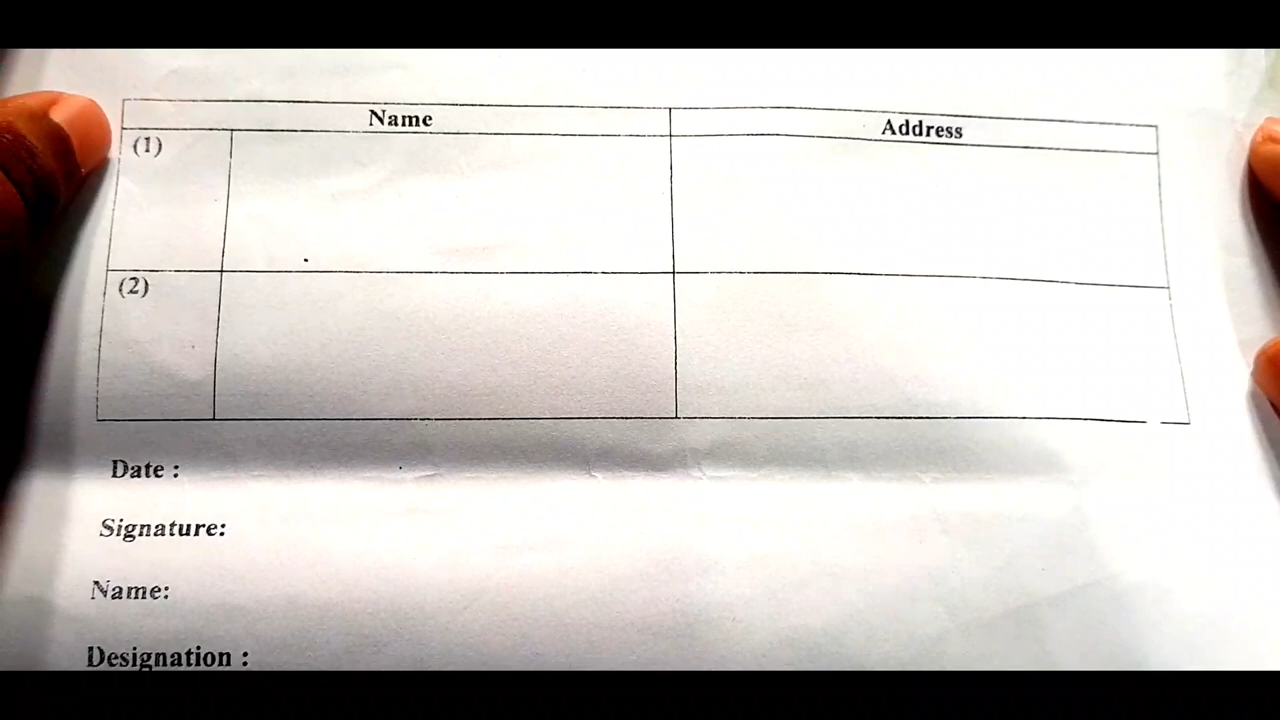 Name Address
(1)
(2)
Date :
Signature:
Name:
Designation :